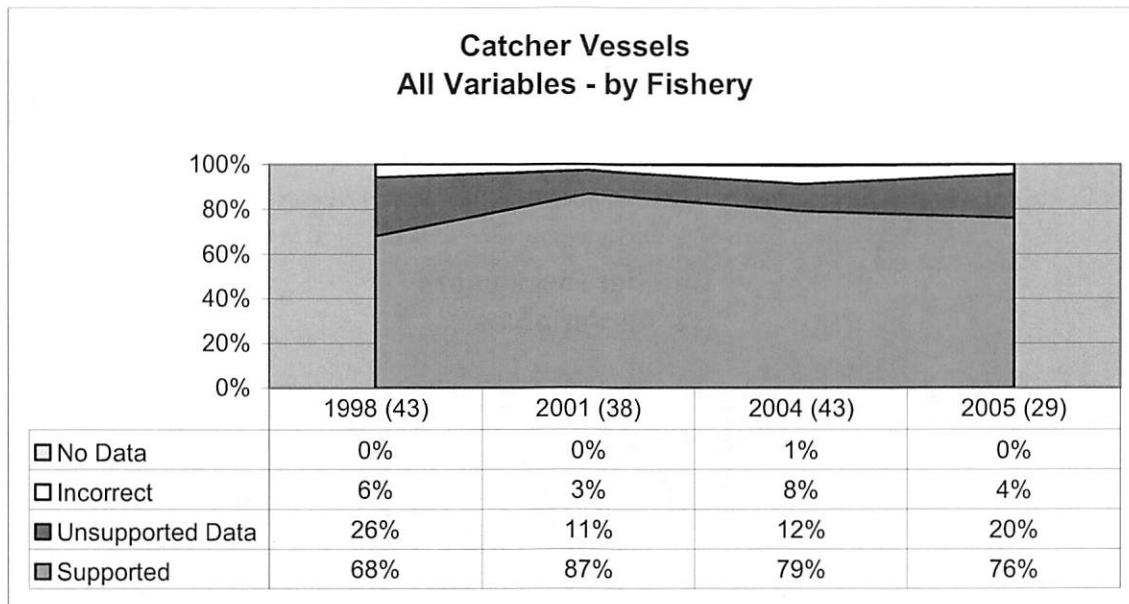 Catcher Vessels
All Variables - by Fishery
100%
80%
60%
40%
20%
0%
1998 (43) 2001 (38) 2004 (43) 2005 (29)
No Data 0% 0% 1% 0%
Incorrect 6% 3% 8% 4%
Unsupported Data 26% 11% 12% 20%
Supported 68% 87% 79% 76%